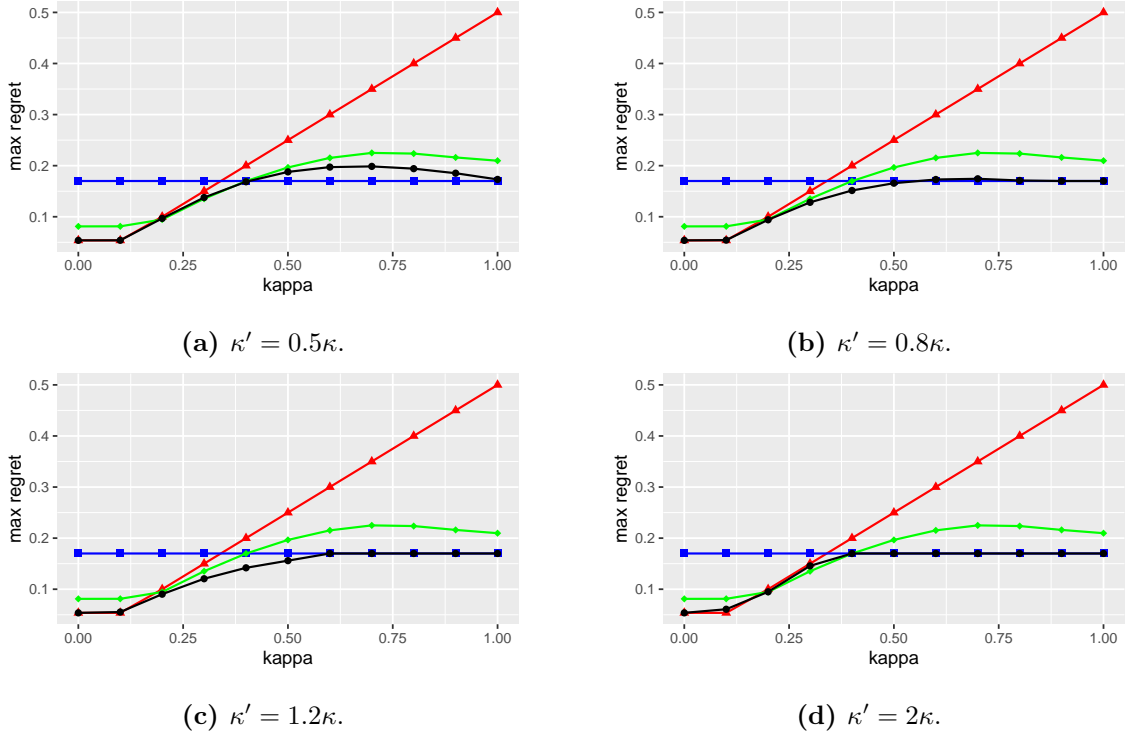 0.5
0.4
0.3
0.2
0.1
max regret
0.00 0.25 0.50 0.75 1.00
kappa
(a) κ′ = 0.5κ.
0.5
0.4
0.3
0.2
0.1
max regret
0.00 0.25 0.50 0.75 1.00
kappa
(b) κ′ = 0.8κ.
0.5
0.4
0.3
0.2
0.1
max regret
0.00 0.25 0.50 0.75 1.00
kappa
(c) κ′ = 1.2κ.
0.5
0.4
0.3
0.2
0.1
max regret
0.00 0.25 0.50 0.75 1.00
kappa
(d) κ′ = 2κ.